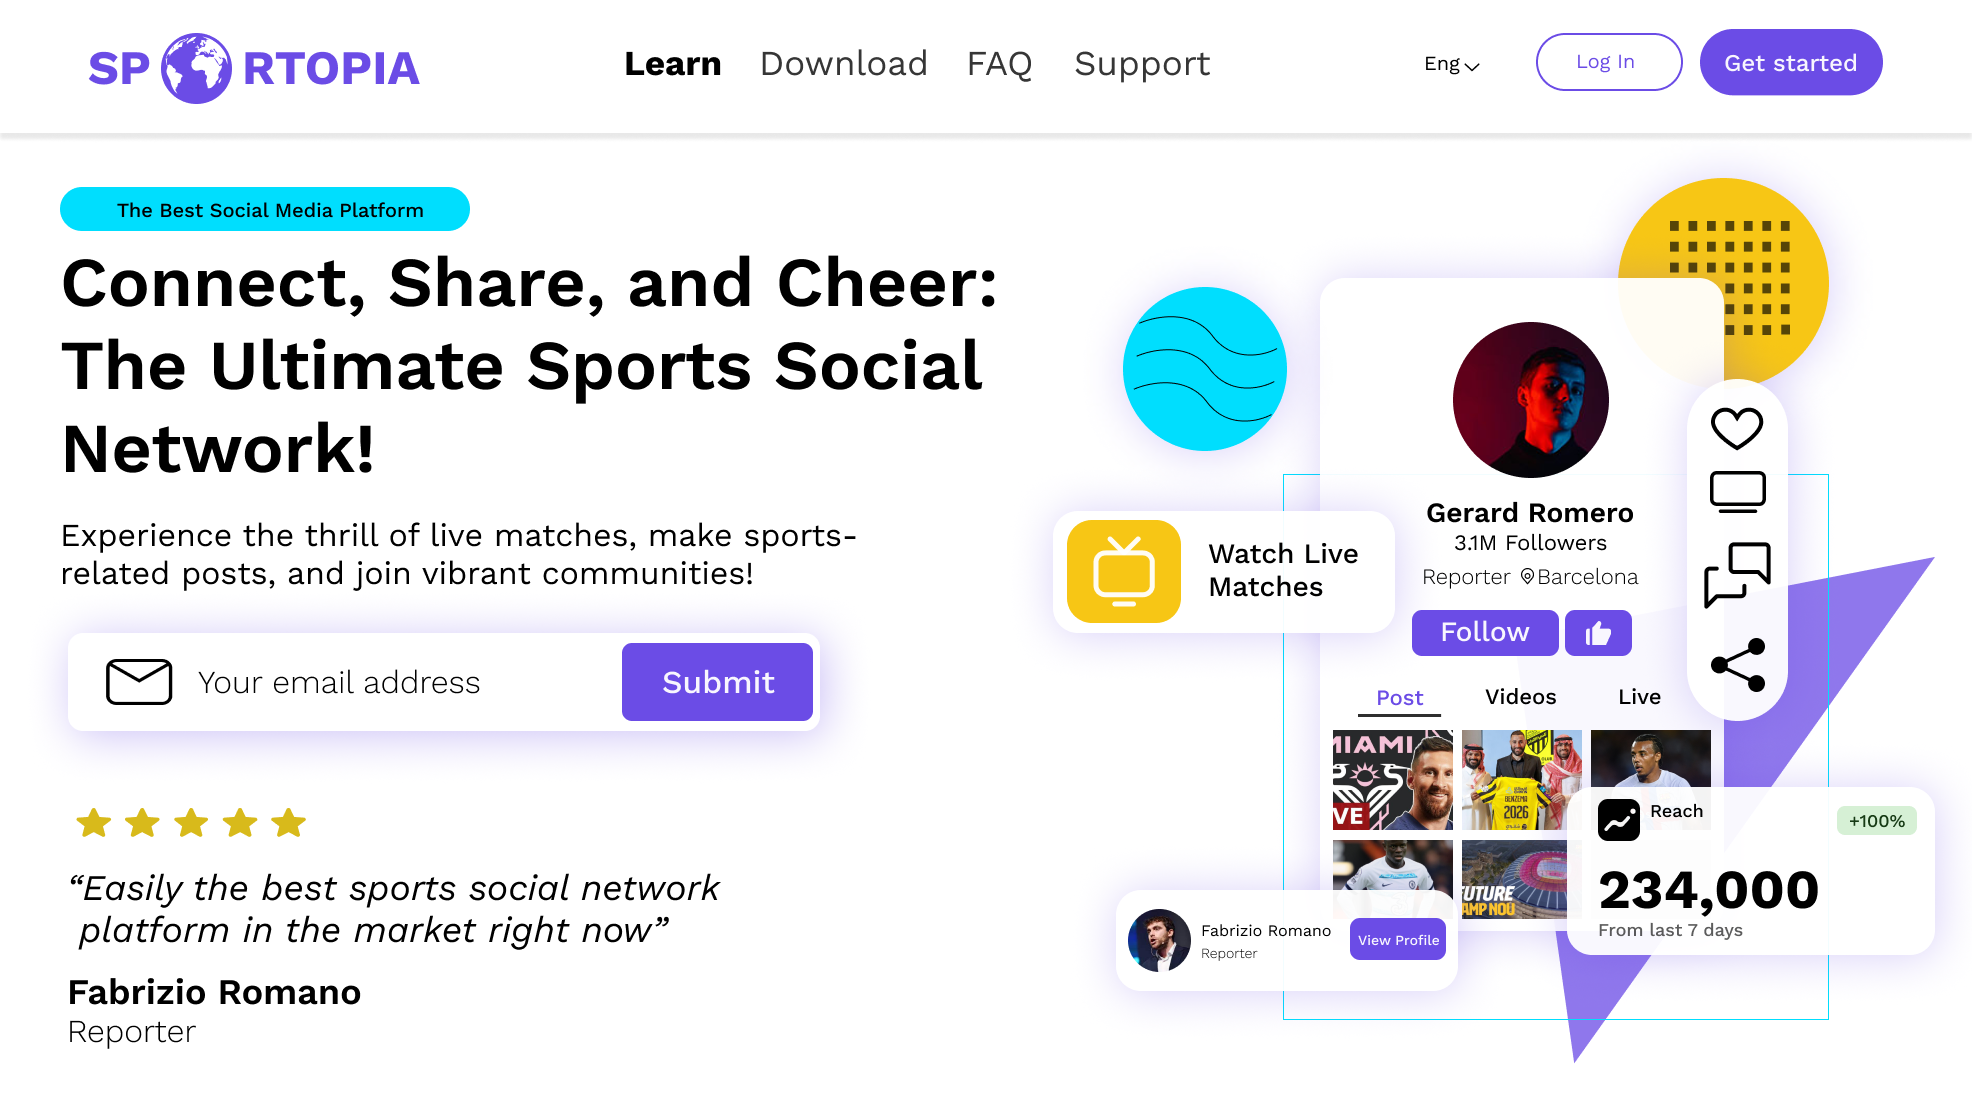 SP RTOPIA
Learn
Download
FAQ
Support
Eng
Log In
Get started
The Best Social Media Platform
Connect, Share, and Cheer:
The Ultimate Sports Social
Network!
Experience the thrill of live matches, make sports-
related posts, and join vibrant communities!
Your email address
Submit
“Easily the best sports social network
platform in the market right now”
Fabrizio Romano
Reporter
Watch Live
Matches
Gerard Romero
3.1M Followers
Reporter
Barcelona
Follow
Post
Videos
Live
MIAMI
VE
BENZEMA
2026
FUTURE
AMP NOU
Reach
+100%
234,000
From last 7 days
Fabrizio Romano
Reporter
View Profile